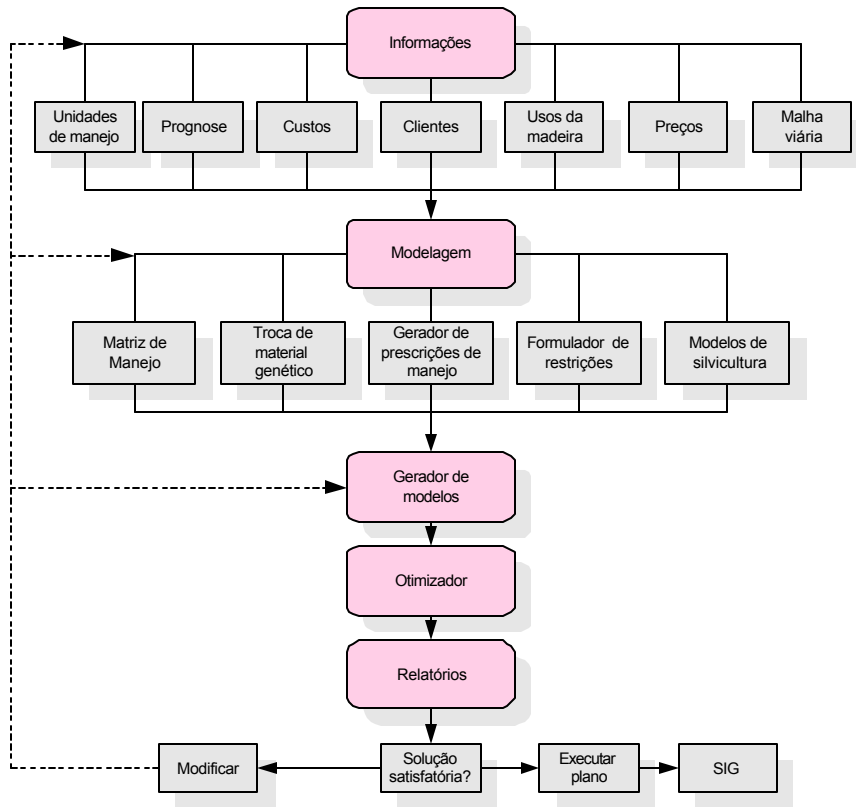 Informações
Unidades
de manejo
Prognose
Custos
Clientes
Usos da
madeira
Preços
Malha
viária
Modelagem
Matriz de
Manejo
Troca de
material
genético
Gerador de
prescrições de
manejo
Formulador de
restrições
Modelos de
silvicultura
Gerador de
modelos
Otimizador
Relatórios
Modificar
Solução
satisfatória?
Executar
plano
SIG